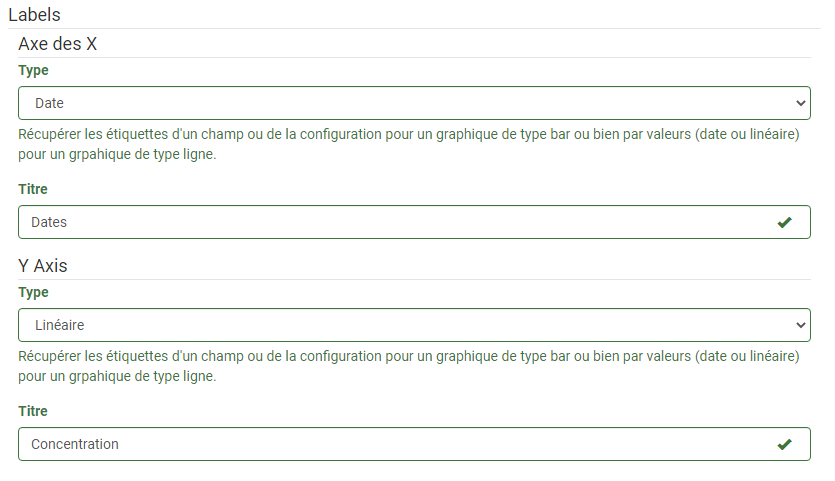 Labels
Axe des X
Type
Date
Récupérer les étiquettes d'un champ ou de la configuration pour un graphique de type bar ou bien par valeurs (date ou linéaire)
pour un grpahique de type ligne.
Titre
Dates
Y Axis
Type
Linéaire
Récupérer les étiquettes d'un champ ou de la configuration pour un graphique de type bar ou bien par valeurs (date ou linéaire)
pour un grpahique de type ligne.
Titre
Concentration